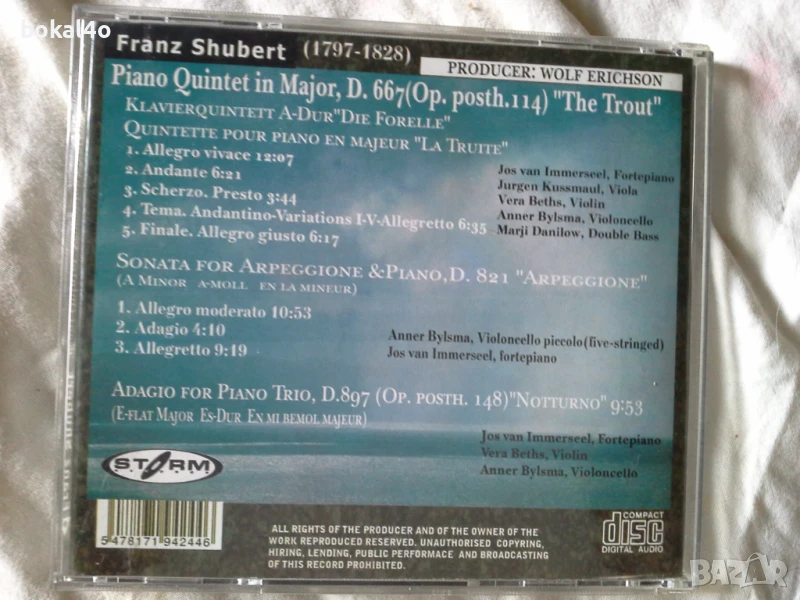 bokal4o
Franz Shubert (1797-1828)
PRODUCER: WOLF ERICHSON
Piano Quintet in Major, D. 667(Op. posth.114) "The Trout"
Klavierquintett A-Dur"Die Forelle"
Quintette pour piano en majeur "La Truite"
1. Allegro vivace 12:07
2. Andante 6:21
3. Scherzo. Presto 3:44
4. Tema. Andantino-Variations I-V-Allegretto 6:35
5. Finale. Allegro giusto 6:17
Jos van Immerseel, Fortepiano
Jurgen Kussmaul, Viola
Vera Beths, Violin
Anner Bylsma, Violoncello
Marji Danilow, Double Bass
Sonata for Arpeggione &Piano,D. 821 "Arpeggione"
(A Minor a-moll en la mineur)
1. Allegro moderato 10:53
2. Adagio 4:10
3. Allegretto 9:19
Anner Bylsma, Violoncello piccolo(five-stringed)
Jos van Immerseel, fortepiano
Adagio for Piano Trio, D.897 (Op. posth. 148)"Notturno" 9:53
(E-flat Major Es-Dur En mi bemol majeur)
Jos van Immerseel, Fortepiano
Vera Beths, Violin
Anner Bylsma, Violoncello
STORM
5 478171 942446
ALL RIGHTS OF THE PRODUCER AND OF THE OWNER OF THE
WORK REPRODUCED RESERVED. UNAUTHORISED COPYRING,
HIRING, LENDING, PUBLIC PERFORMACE AND BROADCASTING
OF THIS RECORD PROHIBITED.
COMPACT
disc
DIGITAL AUDIO
BAZAR